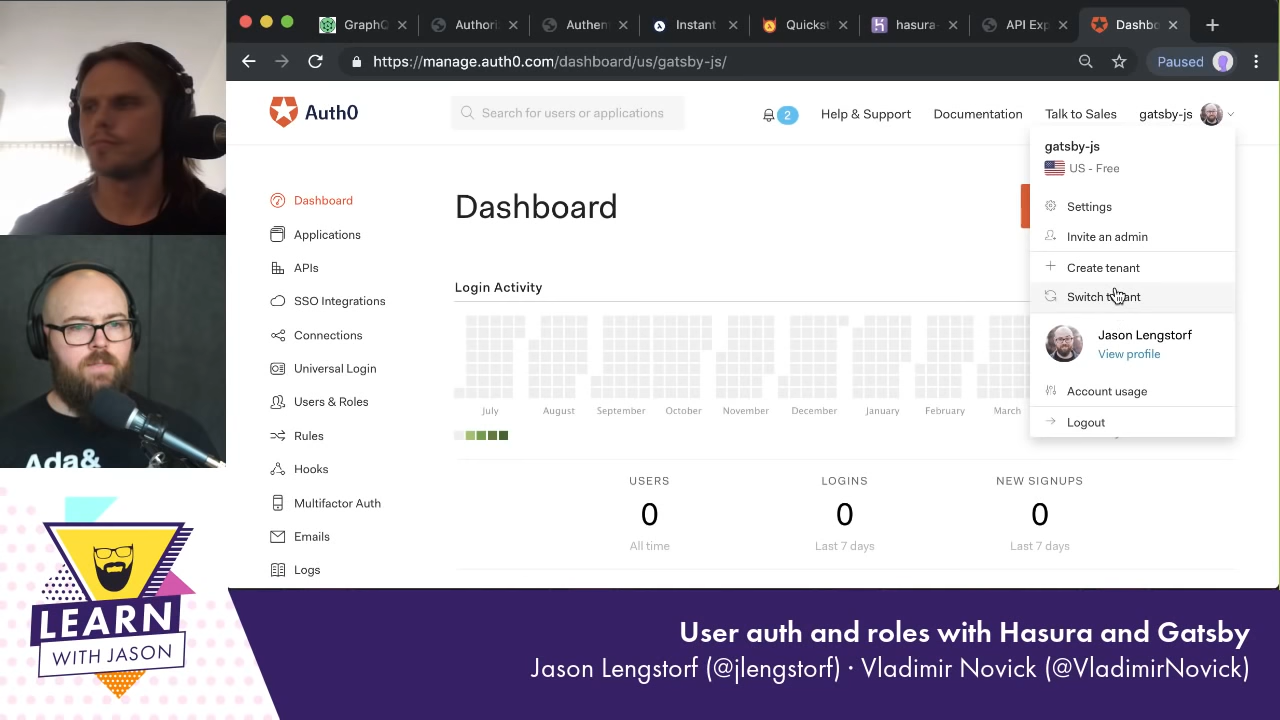 GraphQ
Authori
Authen
Instant
Quickst
hasura-
API Exp
Dashbo
https://manage.auth0.com/dashboard/us/gatsby-js/
Paused
Auth0
Search for users or applications
2
Help & Support
Documentation
Talk to Sales
gatsby-js
gatsby-js
US - Free
Settings
Invite an admin
Create tenant
Switch tenant
Jason Lengstorf
View profile
Account usage
Logout
Dashboard
Applications
APIs
SSO Integrations
Connections
Universal Login
Users & Roles
Rules
Hooks
Multifactor Auth
Emails
Logs
Dashboard
Login Activity
July
August
September
October
November
December
January
February
March
USERS
0
All time
LOGINS
0
Last 7 days
NEW SIGNUPS
0
Last 7 days
Ada&
LEARN
WITH JASON
User auth and roles with Hasura and Gatsby
Jason Lengstorf (@jlengstorf) · Vladimir Novick (@VladimirNovick)